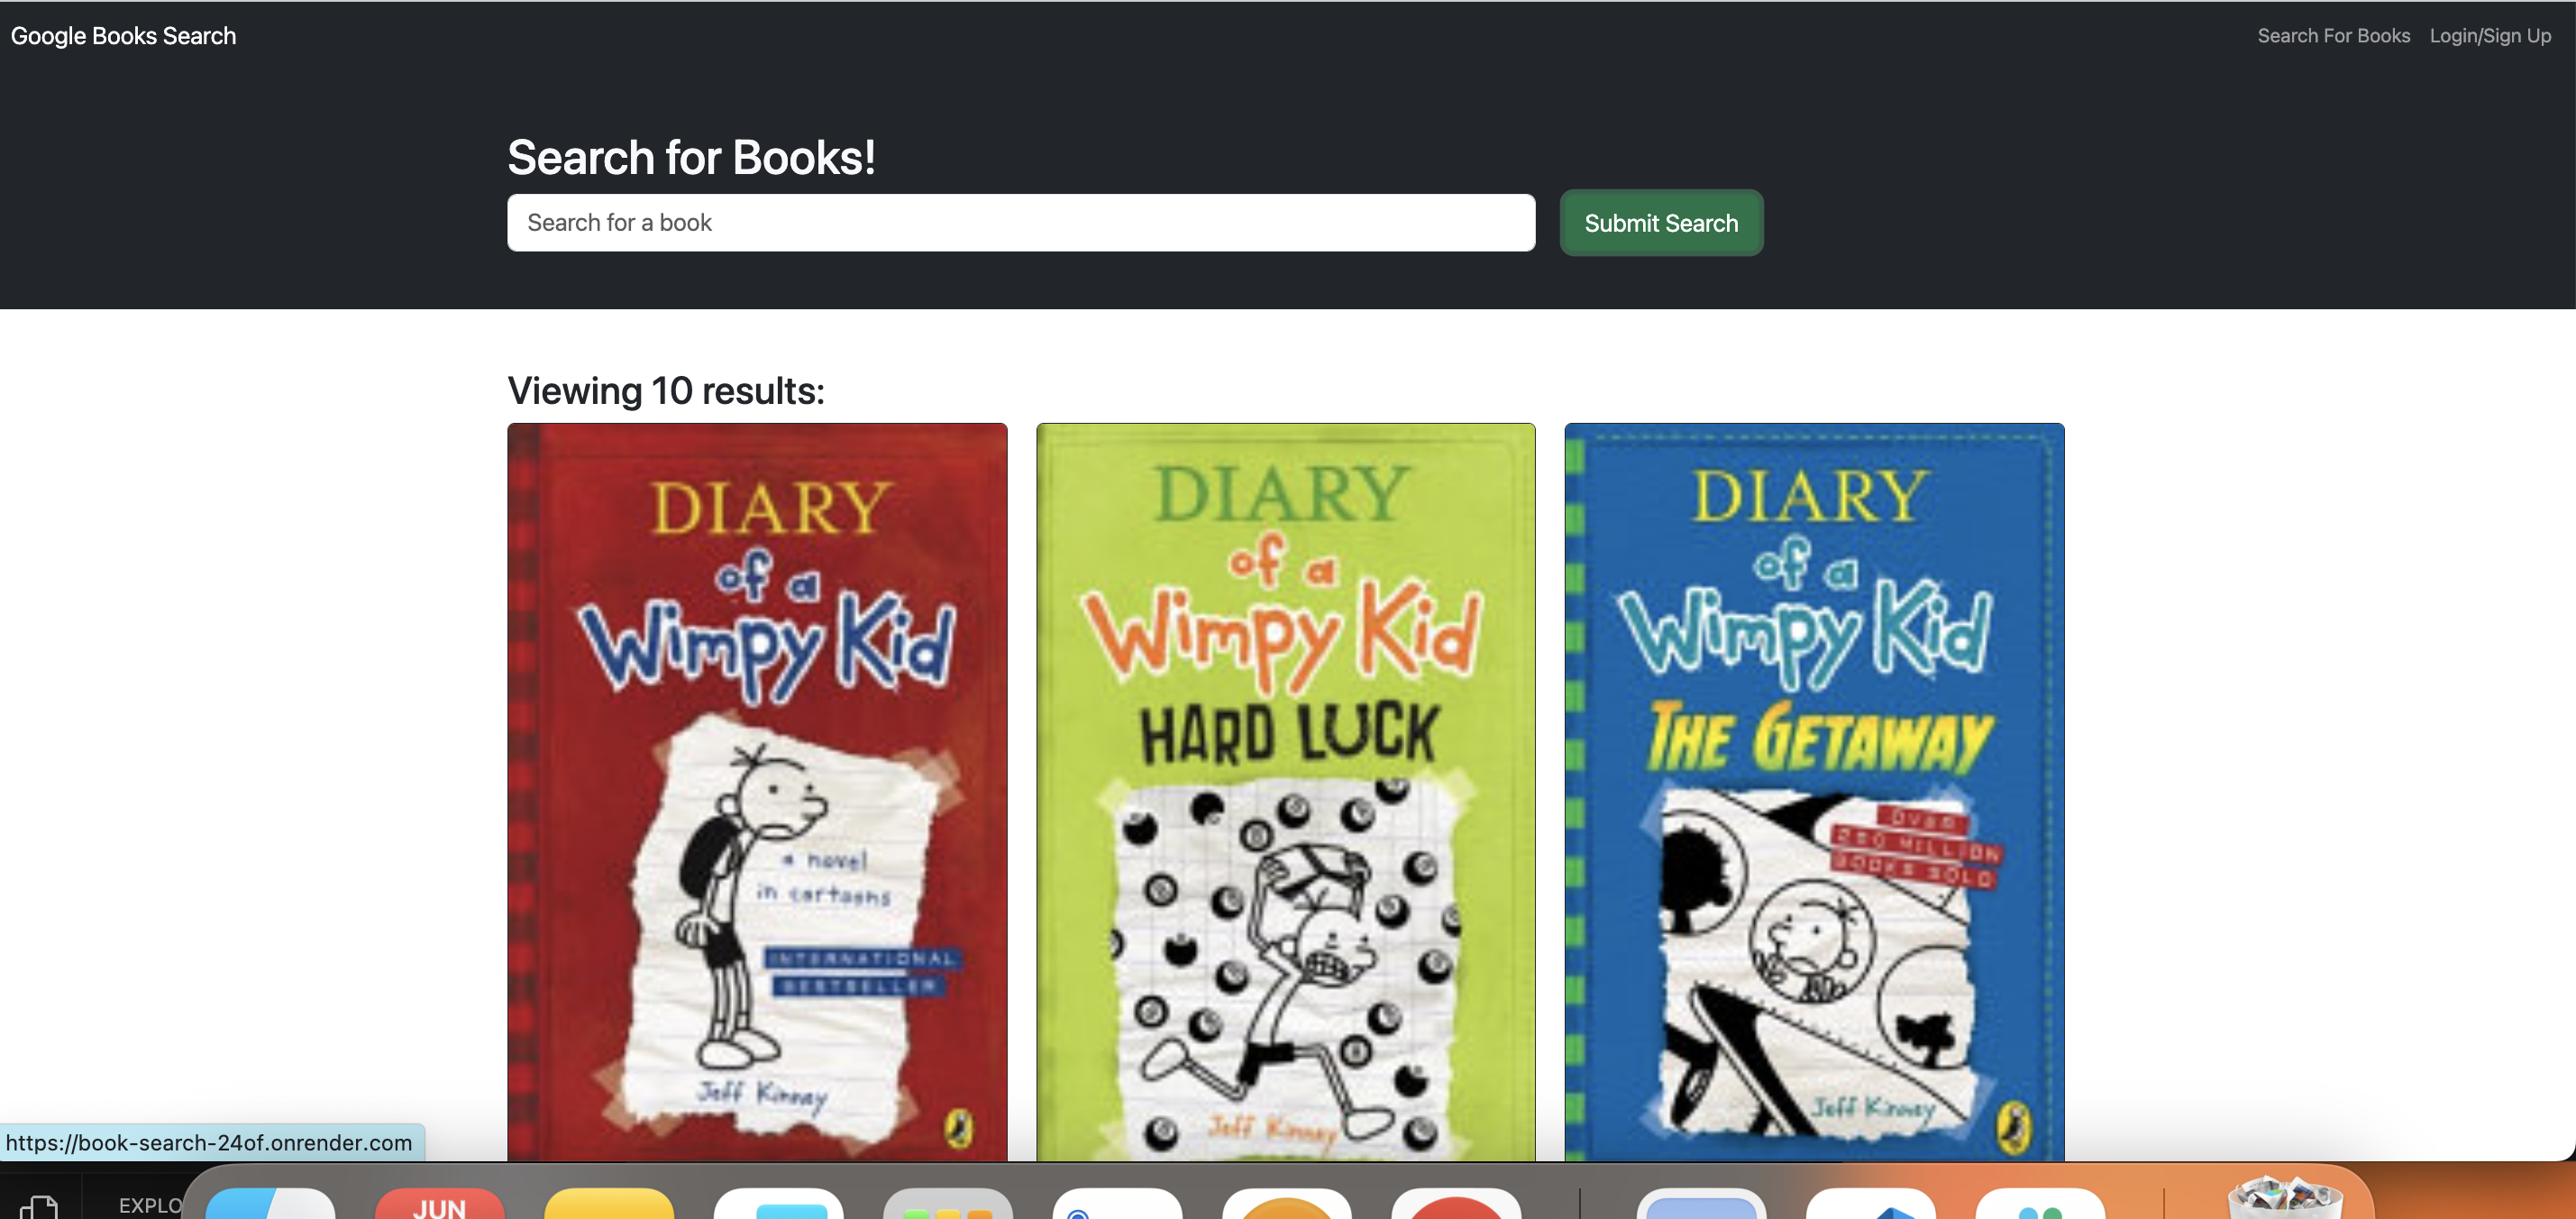 Google Books Search
Search For Books
Login/Sign Up
Search for Books!
Search for a book
Submit Search
Viewing 10 results:
DIARY
of a
Wimpy Kid
a novel
in cartoons
INTERNATIONAL
BESTSELLER
Jeff Kinney
DIARY
of a
Wimpy Kid
HARD LUCK
Jeff Kinney
DIARY
of a
Wimpy Kid
THE GETAWAY
OVER
BOOKS SOLD
Jeff Kinney
https://book-search-24of.onrender.com
EXPLO
JUN